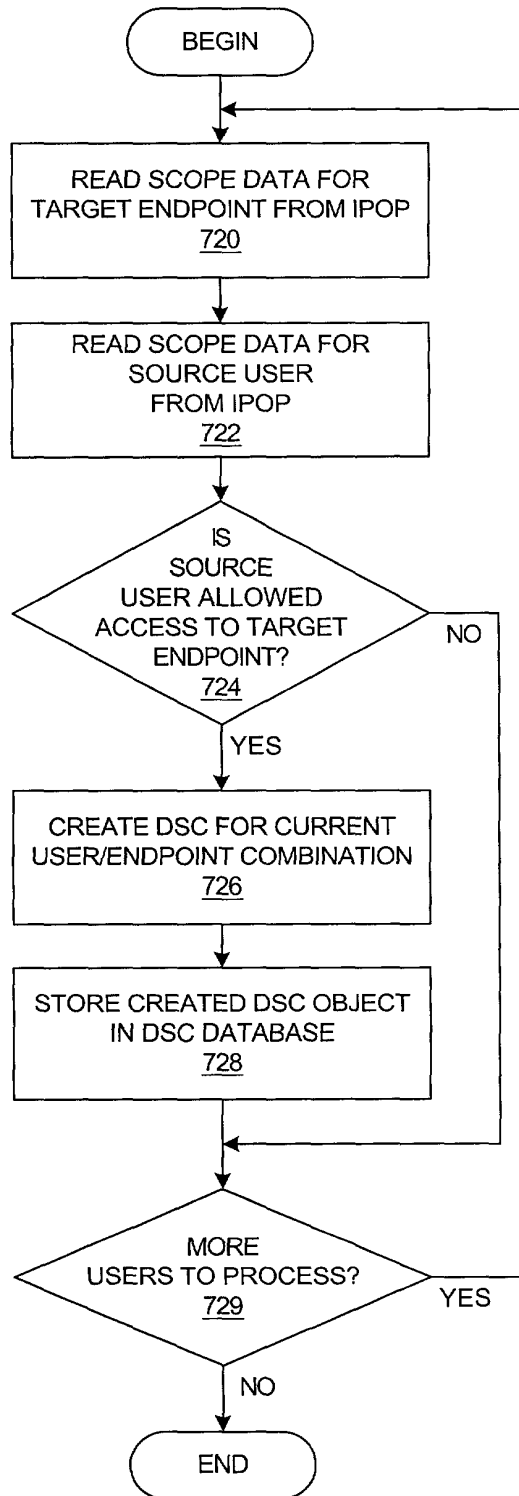 BEGIN
READ SCOPE DATA FOR
TARGET ENDPOINT FROM IPOP
720
READ SCOPE DATA FOR
SOURCE USER
FROM IPOP
722
IS
SOURCE
USER ALLOWED
ACCESS TO TARGET
ENDPOINT?
724
NO
YES
CREATE DSC FOR CURRENT
USER/ENDPOINT COMBINATION
726
STORE CREATED DSC OBJECT
IN DSC DATABASE
728
MORE
USERS TO PROCESS?
729
YES
NO
END